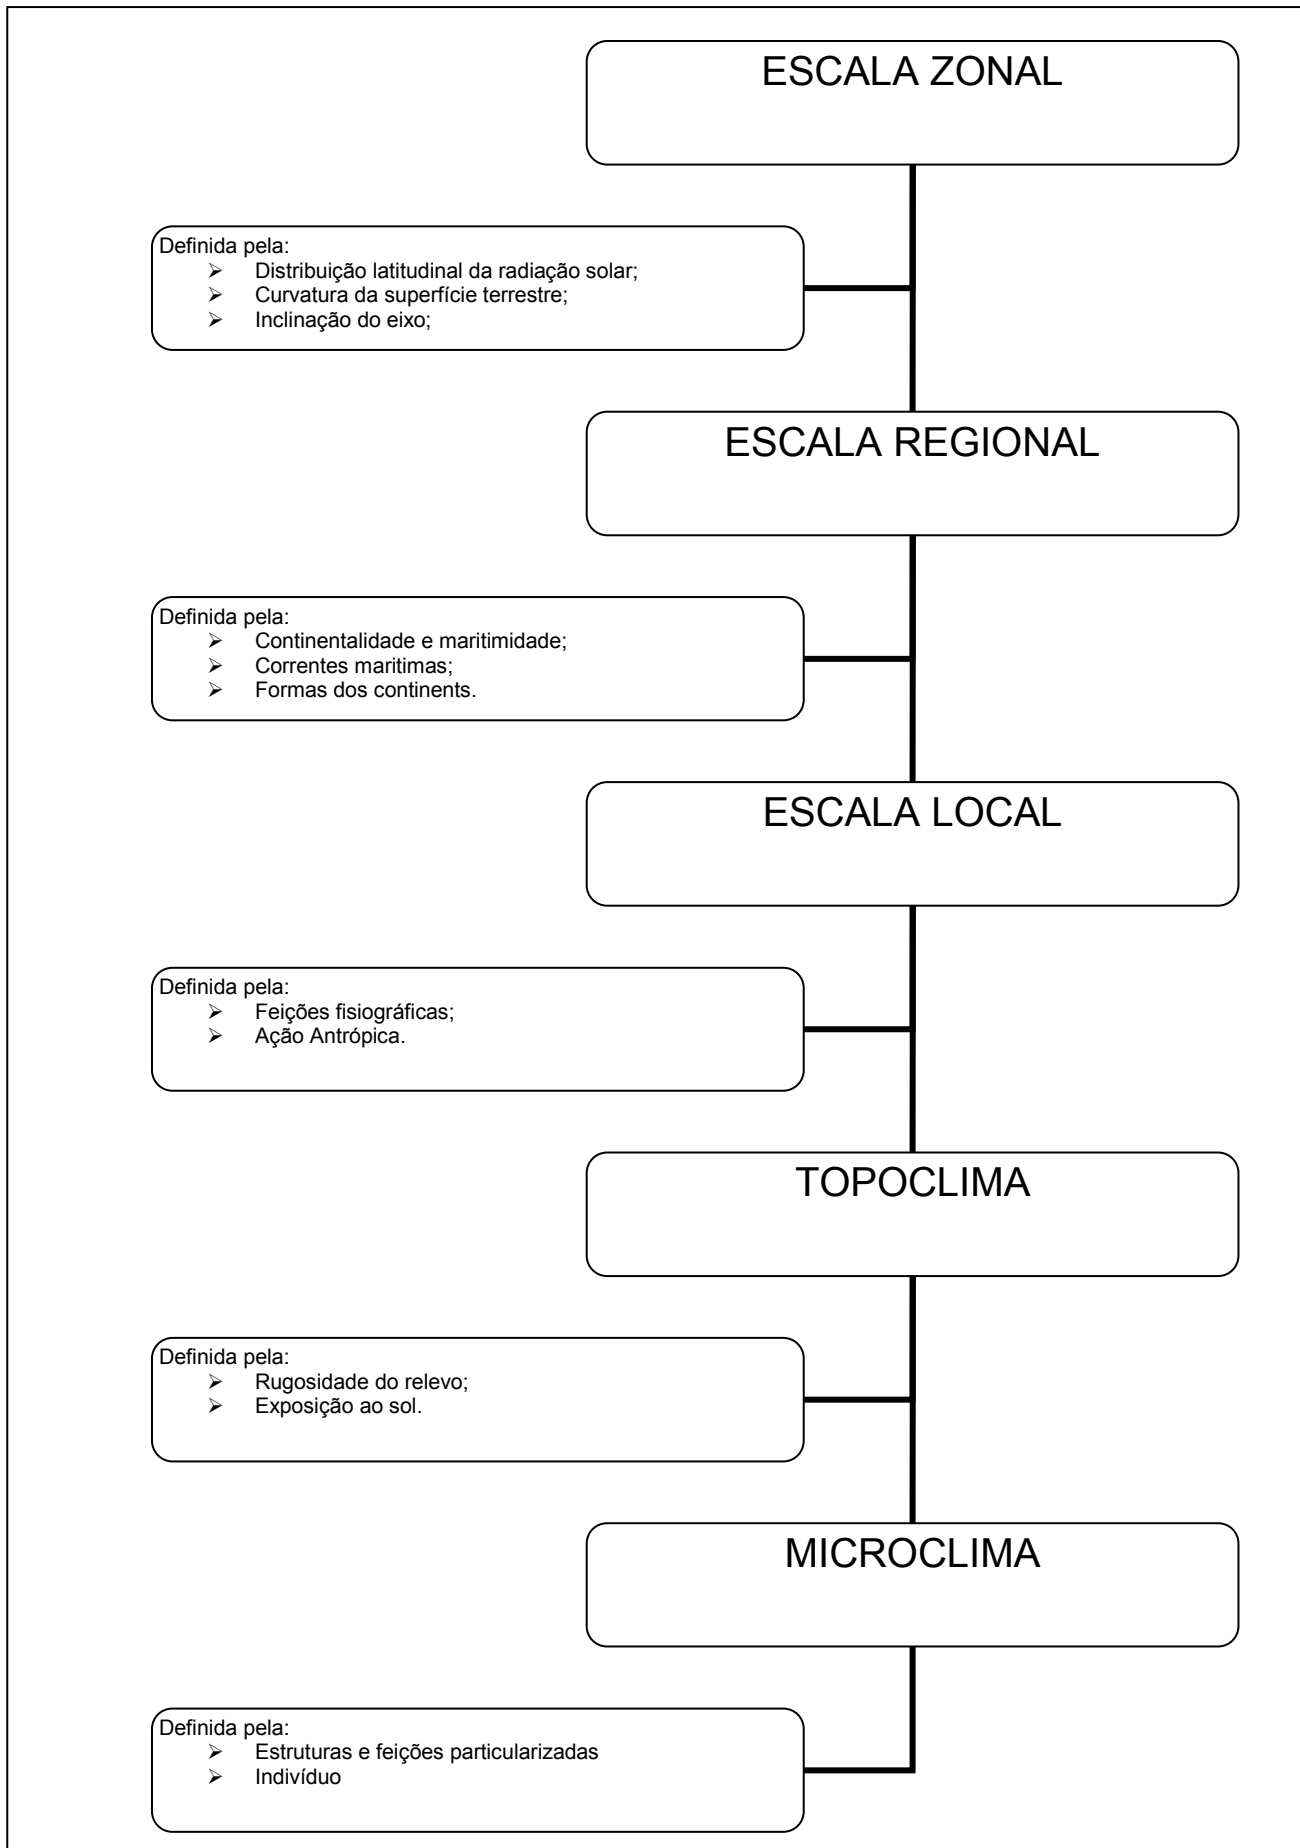 ESCALA ZONAL
Definida pela:
➢ Distribuição latitudinal da radiação solar;
➢ Curvatura da superfície terrestre;
➢ Inclinação do eixo;
ESCALA REGIONAL
Definida pela:
➢ Continentalidade e maritimidade;
➢ Correntes maritimas;
➢ Formas dos continents.
ESCALA LOCAL
Definida pela:
➢ Feições fisiográficas;
➢ Ação Antrópica.
TOPOCLIMA
Definida pela:
➢ Rugosidade do relevo;
➢ Exposição ao sol.
MICROCLIMA
Definida pela:
➢ Estruturas e feições particularizadas
➢ Indivíduo